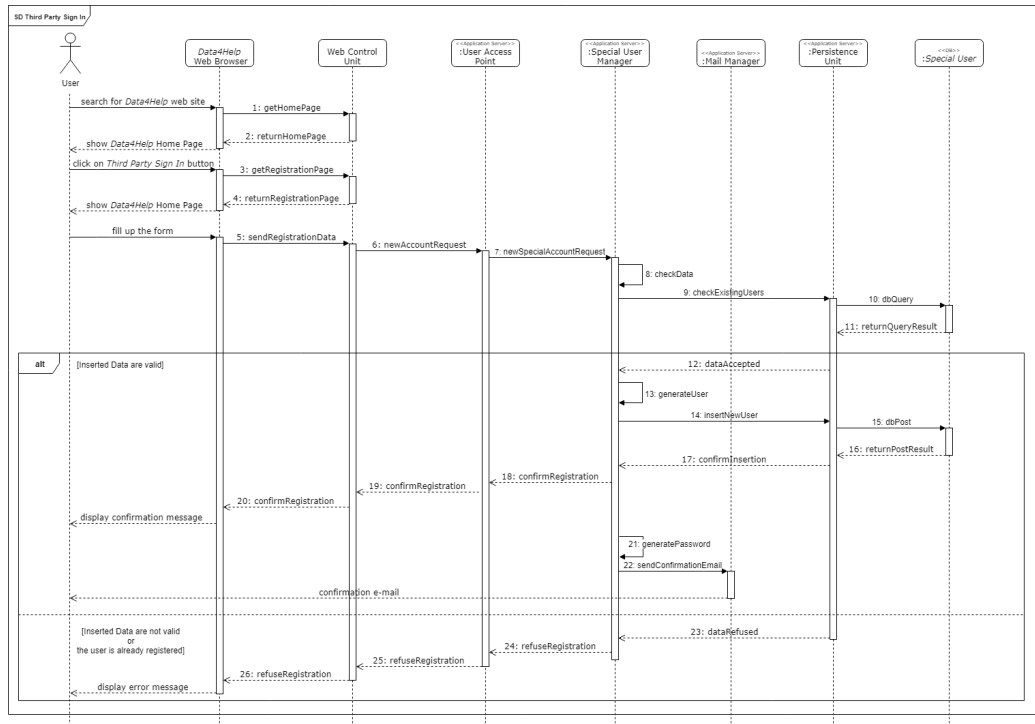 SD Third Party Sign In
User
Data4Help
Web Browser
Web Control
Unit
<<Application Server>>
:User Access
Point
<<Application Server>>
:Special User
Manager
<<Application Server>>
:Mail Manager
<<Application Server>>
:Persistence
Unit
<<DB>>
:Special User
search for Data4Help web site
1: getHomePage
2: returnHomePage
show Data4Help Home Page
click on Third Party Sign In button
3: getRegistrationPage
4: returnRegistrationPage
show Data4Help Home Page
fill up the form
5: sendRegistrationData
6: newAccountRequest
7: newSpecialAccountRequest
8: checkData
9: checkExistingUsers
10: dbQuery
11: returnQueryResult
alt
[Inserted Data are valid]
12: dataAccepted
13: generateUser
14: insertNewUser
15: dbPost
16: returnPostResult
17: confirmInsertion
18: confirmRegistration
19: confirmRegistration
20: confirmRegistration
display confirmation message
21: generatePassword
22: sendConfirmationEmail
confirmation e-mail
[Inserted Data are not valid
or
the user is already registered]
23: dataRefused
24: refuseRegistration
25: refuseRegistration
26: refuseRegistration
display error message